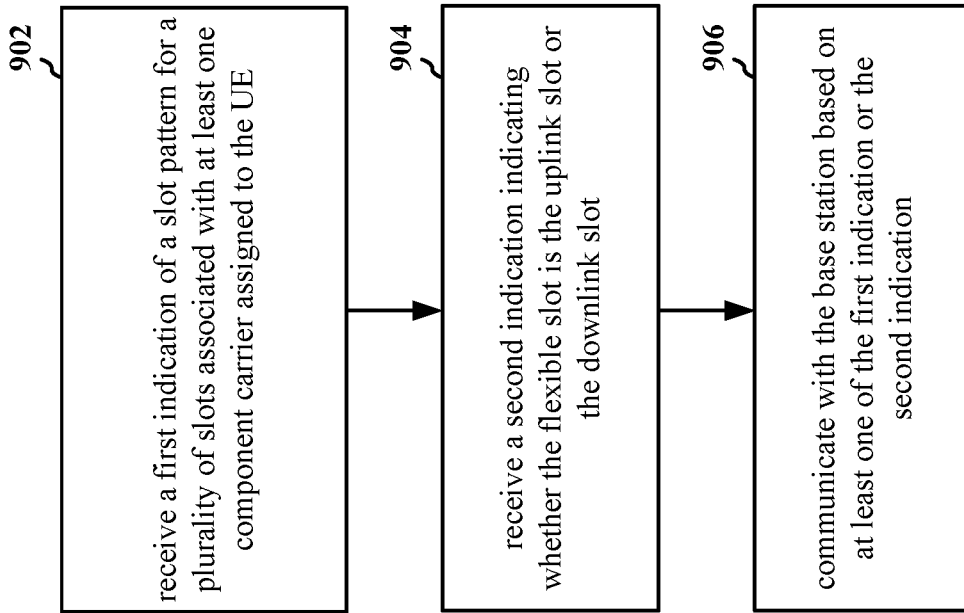 902
receive a first indication of a slot pattern for a
plurality of slots associated with at least one
component carrier assigned to the UE
904
receive a second indication indicating
whether the flexible slot is the uplink slot or
the downlink slot
906
communicate with the base station based on
at least one of the first indication or the
second indication